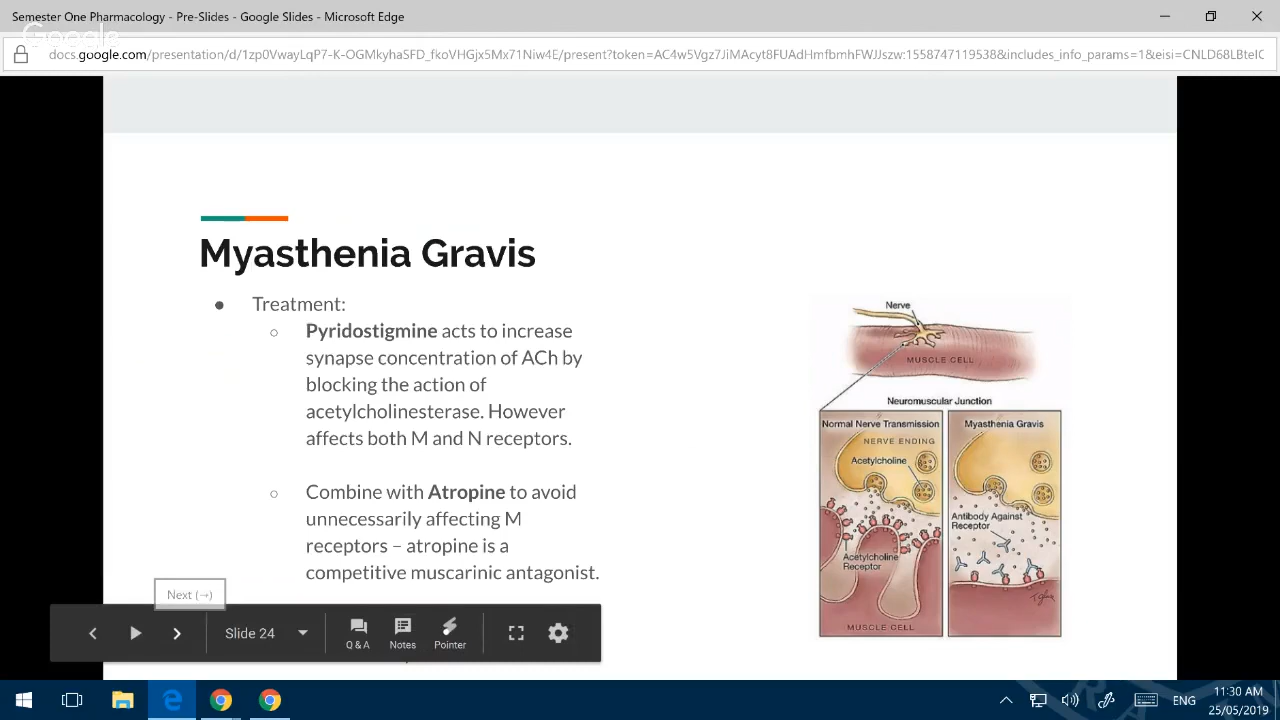 Semester One Pharmacology - Pre-Slides - Google Slides - Microsoft Edge
Google
docs.google.com/presentation/d/1zp0VwayLqP7-K-OGMkyhaSFD_fkoVHGjx5Mx71Niw4E/present?token=AC4w5Vgz7JiMAcyt8FUAdHmfbmhFWJJszw:1558747119538&includes_info_params=1&eisi=CNLD68LBteIC
Myasthenia Gravis
Treatment:
Pyridostigmine acts to increase
synapse concentration of ACh by
blocking the action of
acetylcholinesterase. However
affects both M and N receptors.
Combine with Atropine to avoid
unnecessarily affecting M
receptors – atropine is a
competitive muscarinic antagonist.
Nerve
MUSCLE CELL
Neuromuscular Junction
Normal Nerve Transmission
NERVE ENDING
Acetylcholine
Acetylcholine
Receptor
MUSCLE CELL
Myasthenia Gravis
Antibody Against
Receptor
Next (→)
Slide 24
Q & A
Notes
Pointer
ENG
11:30 AM
25/05/2019